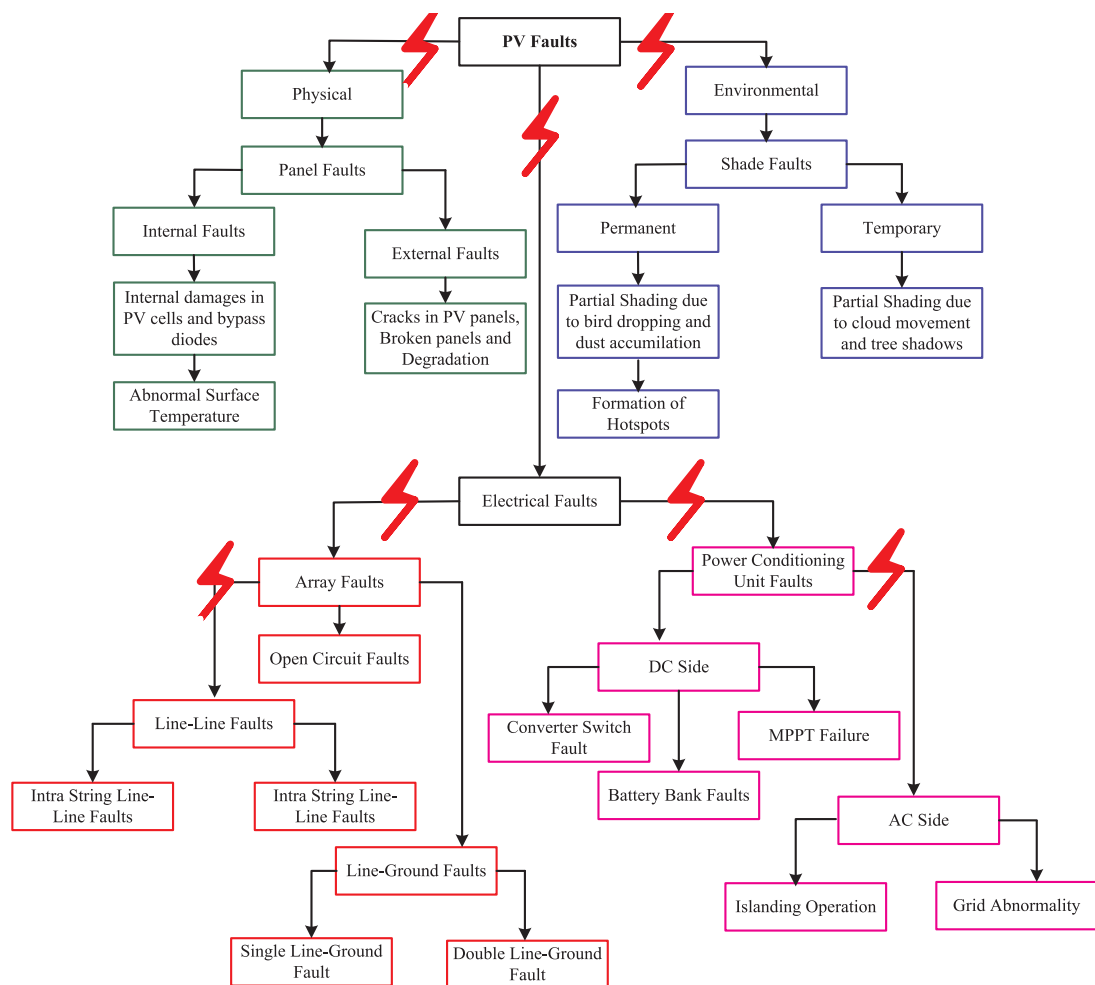 PV Faults
Physical
Environmental
Panel Faults
Shade Faults
Internal Faults
External Faults
Permanent
Temporary
Internal damages in
PV cells and bypass
diodes
Cracks in PV panels,
Broken panels and
Degradation
Partial Shading due
to bird dropping and
dust accumilation
Partial Shading due
to cloud movement
and tree shadows
Abnormal Surface
Temperature
Formation of
Hotspots
Electrical Faults
Array Faults
Power Conditioning
Unit Faults
Open Circuit Faults
DC Side
Line-Line Faults
Converter Switch
Fault
MPPT Failure
Intra String Line-
Line Faults
Intra String Line-
Line Faults
Battery Bank Faults
AC Side
Line-Ground Faults
Islanding Operation
Grid Abnormality
Single Line-Ground
Fault
Double Line-Ground
Fault